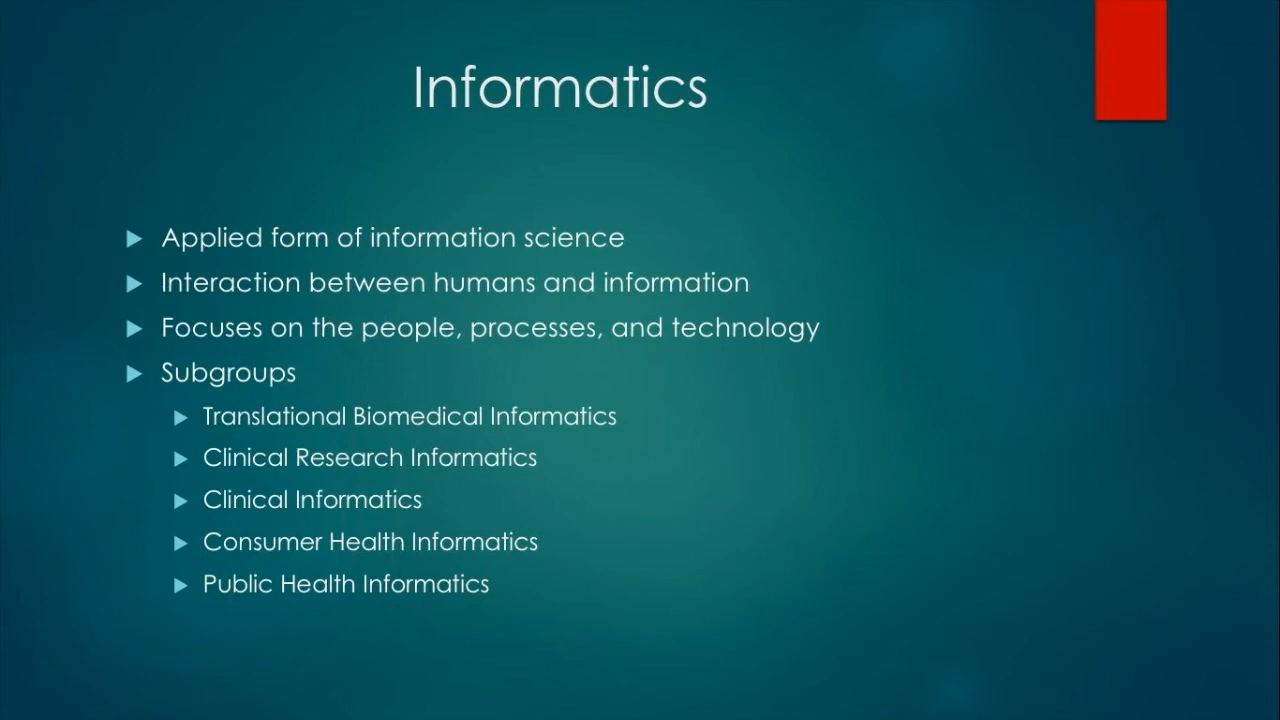 Informatics
Applied form of information science
Interaction between humans and information
Focuses on the people, processes, and technology
Subgroups
Translational Biomedical Informatics
Clinical Research Informatics
Clinical Informatics
Consumer Health Informatics
Public Health Informatics